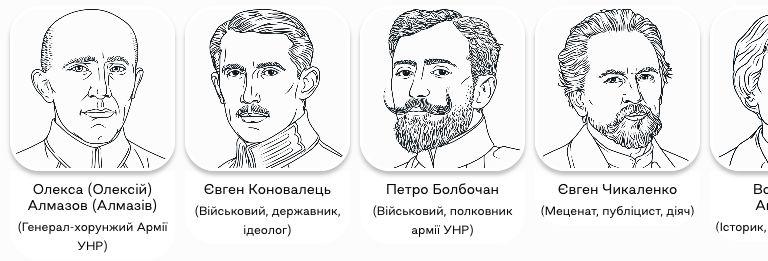 Олекса (Олексій)
Алмазов (Алмазів)
(Генерал-хорунжий Армії
УНР)
Євген Коновалець
(Військовий, державник,
ідеолог)
Петро Болбочан
(Військовий, полковник
армії УНР)
Євген Чикаленко
(Меценат, публіцист, діяч)
(Історик,